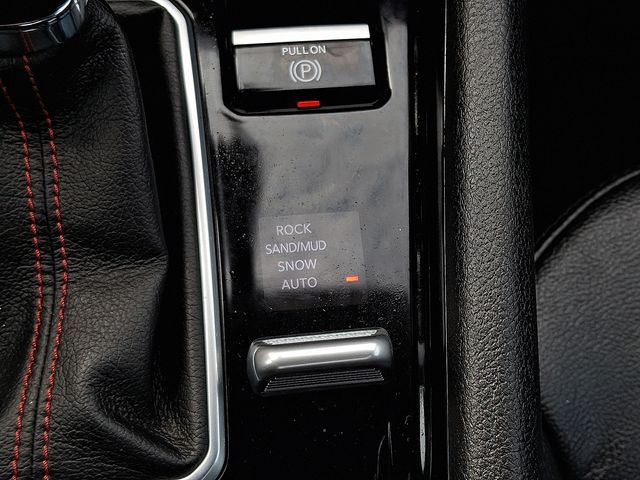 PULL ON
P
ROCK
SAND/MUD
SNOW
AUTO